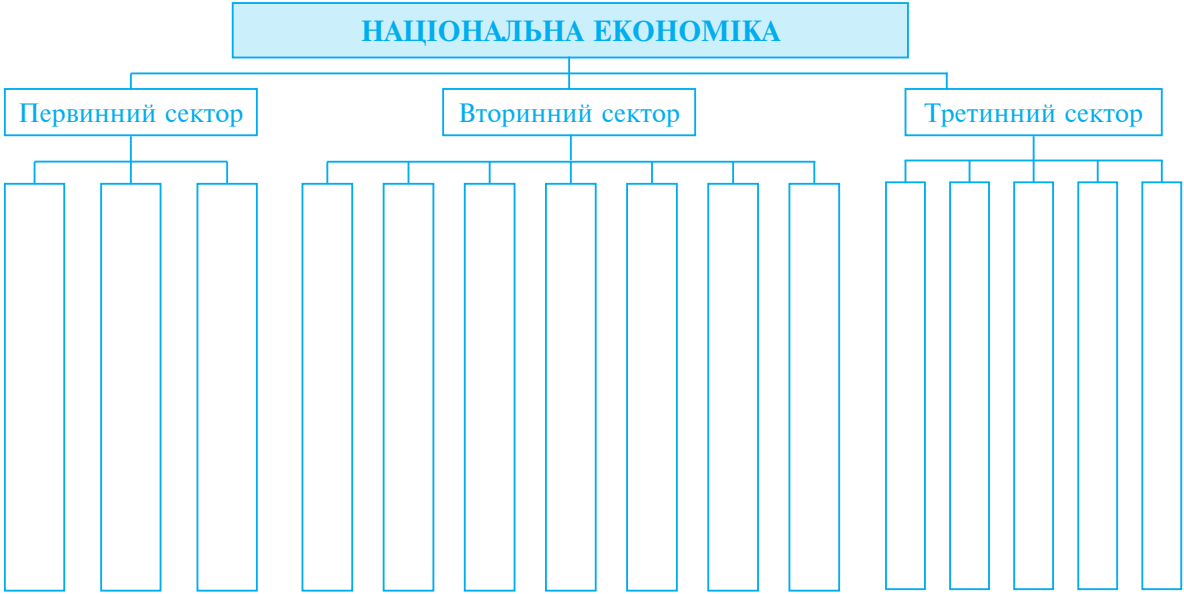 НАЦІОНАЛЬНА ЕКОНОМІКА
Первинний сектор
Вторинний сектор
Третинний сектор